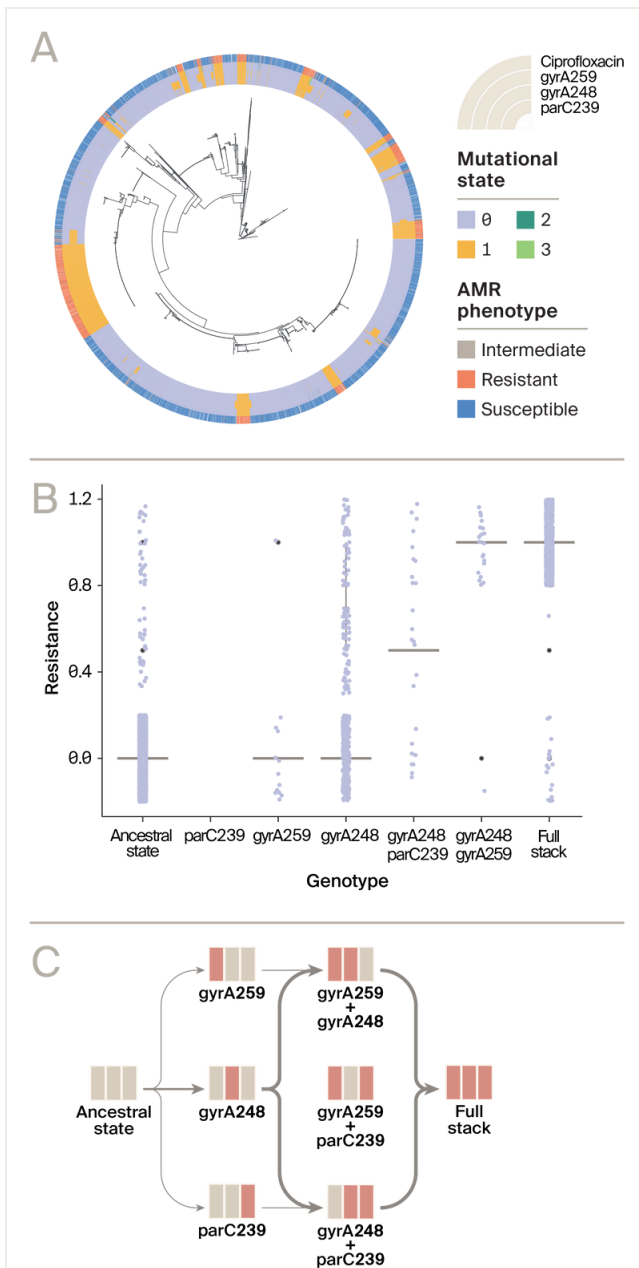 A
Ciprofloxacin
gyrA259
gyrA248
parC239
Mutational
state
0
2
1
3
AMR
phenotype
Intermediate
Resistant
Susceptible
B
Resistance
1.2
0.8
0.4
0.0
Ancestral
state
parC239
gyrA259
gyrA248
gyrA248
parC239
gyrA248
gyrA259
Full
stack
Genotype
C
gyrA259
gyrA259
+
gyrA248
Ancestral
state
gyrA248
gyrA259
+
parC239
Full
stack
parC239
gyrA248
+
parC239